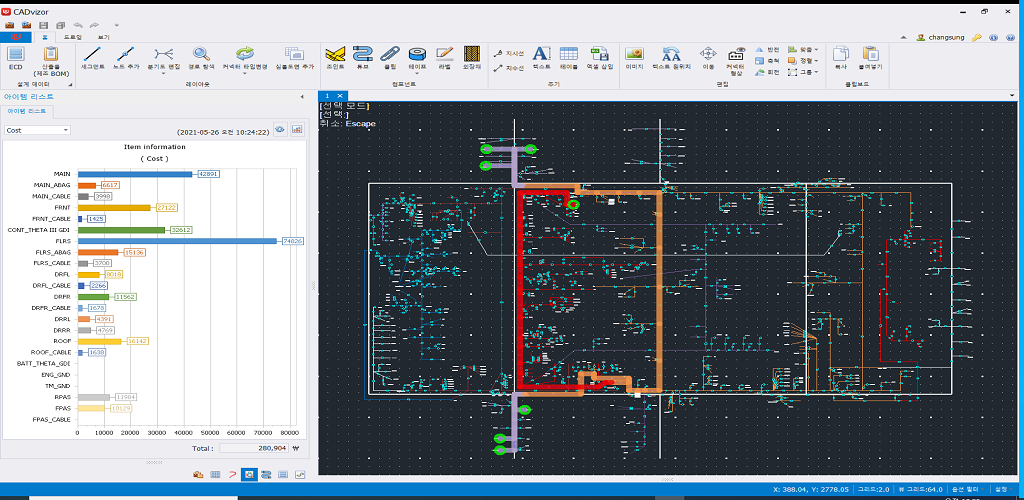 CADvizor
홈 도로일 보기
changsung
ECD
산출물
(제조 BOM)
설계 데이터
세그먼트
노드 추가
분기트 편집
경로 탐색
커넥터 타입변경
심볼도면 추가
레이아웃
조인트
튜브
클립
테이프
라벨
외장재
컴포넌트
지시선
치수선
텍스트
테이블
엑셀 삽입
주기
이미지
텍스트 동위치
이동
커넥터
형상
반전
축척
회전
맞춤
정렬
그룹
편집
복사
붙여넣기
클립보드
아이템 리스트
아이템 리스트
Cost
(2021-05-26 오전 10:24:22)
Item information
( Cost )
MAIN 42891
MAIN_ABAG 6617
MAIN_CABLE 3998
FRNT 27122
FRNT_CABLE 1425
CONT_THETA III GDI 32612
FLRS 74826
FLRS_ABAG 15136
FLRS_CABLE 3700
DRFL 8018
DRFL_CABLE 2266
DRFR 11562
DRFR_CABLE 1678
DRRL 4391
DRRR 4769
ROOF 16142
ROOF_CABLE 1638
BATT_THETA_GDI
ENG_GND
TM_GND
RPAS 11984
FPAS 10129
FPAS_CABLE
0 10000 20000 30000 40000 50000 60000 70000 80000
Total : 280,904 ₩
1
[선택 모드]
[선택:]
취소: Escape
X: 388.04, Y: 2778.05 그리드:2.0 뷰 그리드:64.0 옵션 필터 설정